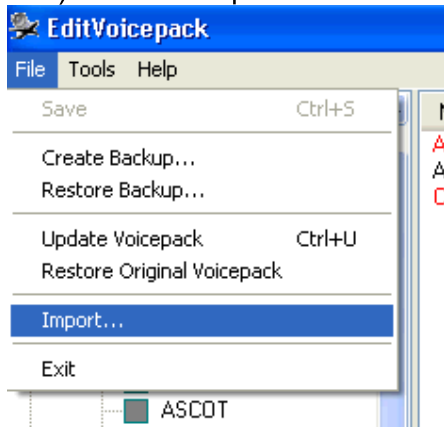 EditVoicepack
File Tools Help
Save Ctrl+S
Create Backup...
Restore Backup...
Update Voicepack Ctrl+U
Restore Original Voicepack
Import...
Exit
ASCOT